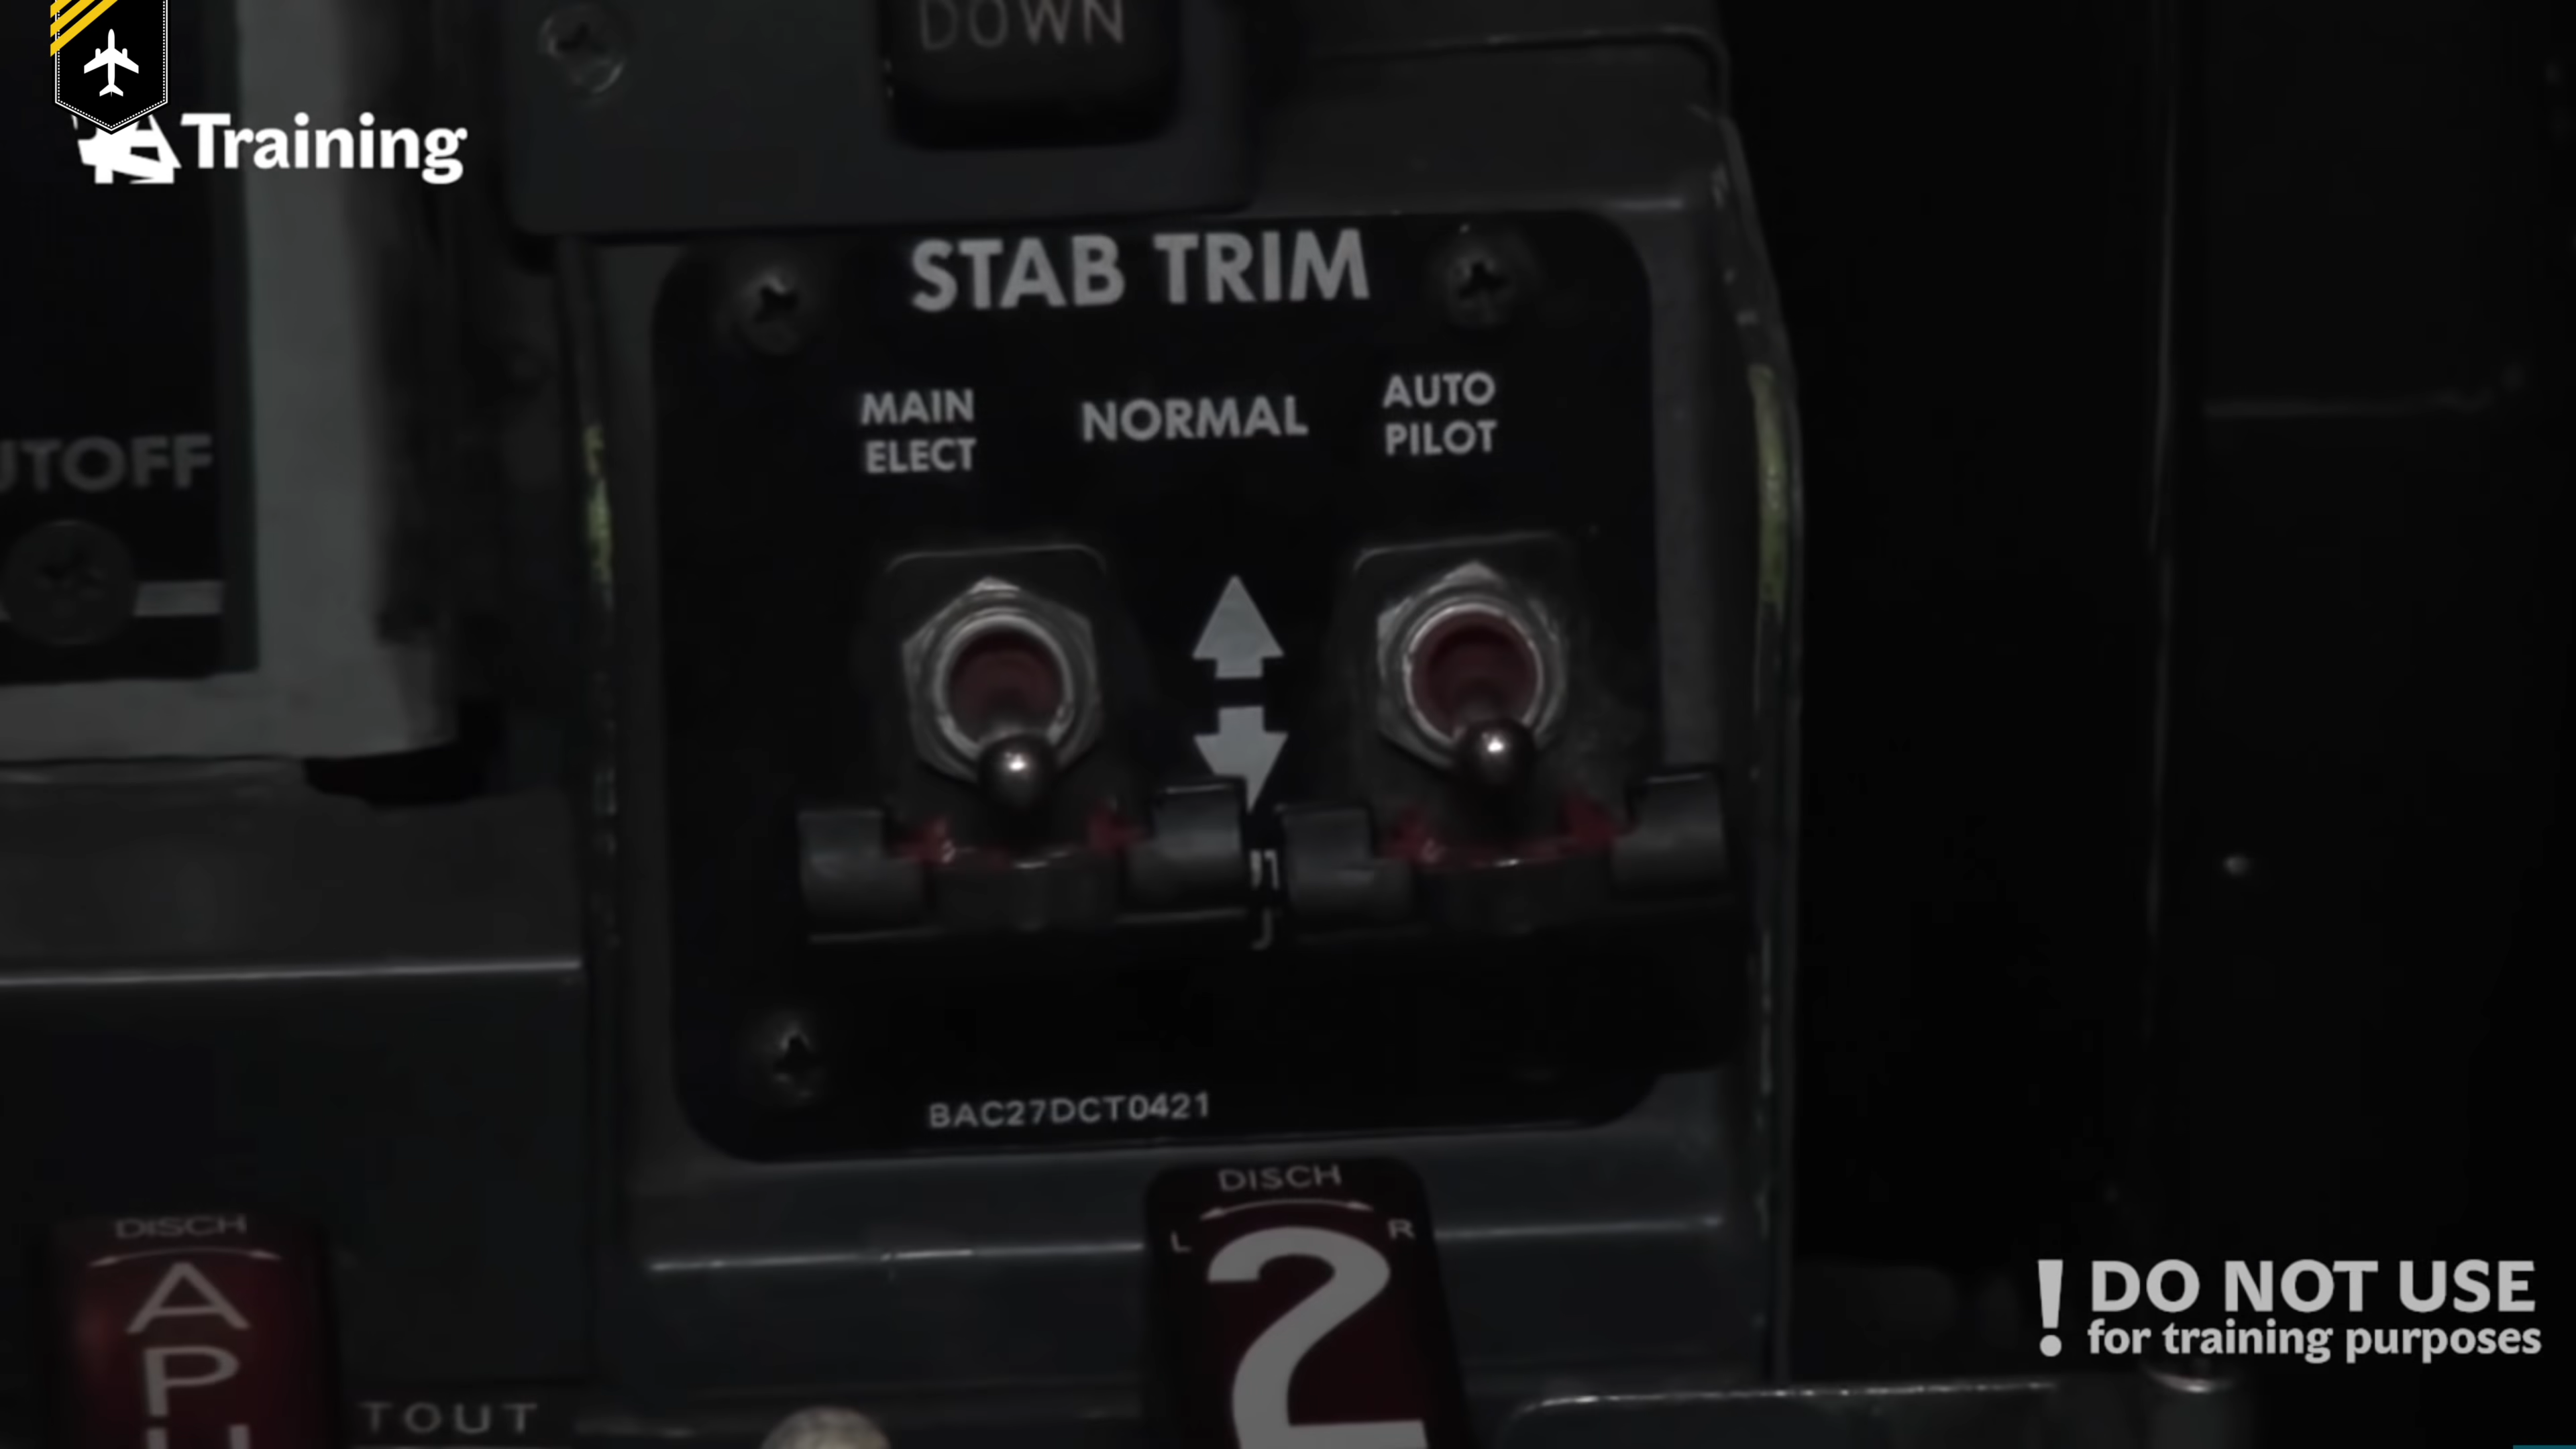 DOWN
Training
STAB TRIM
MAIN
ELECT
NORMAL
AUTO
PILOT
UTOFF
BAC27DCT0421
DISCH
L R
2
DISCH
A
P
TOUT
! DO NOT USE
for training purposes